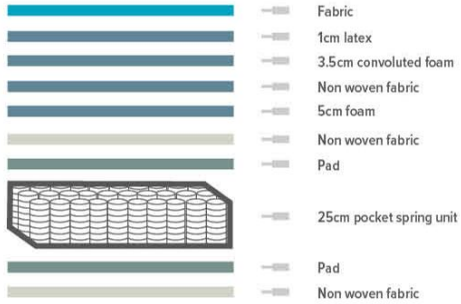 Fabric
1cm latex
3.5cm convoluted foam
Non woven fabric
5cm foam
Non woven fabric
Pad
25cm pocket spring unit
Pad
Non woven fabric